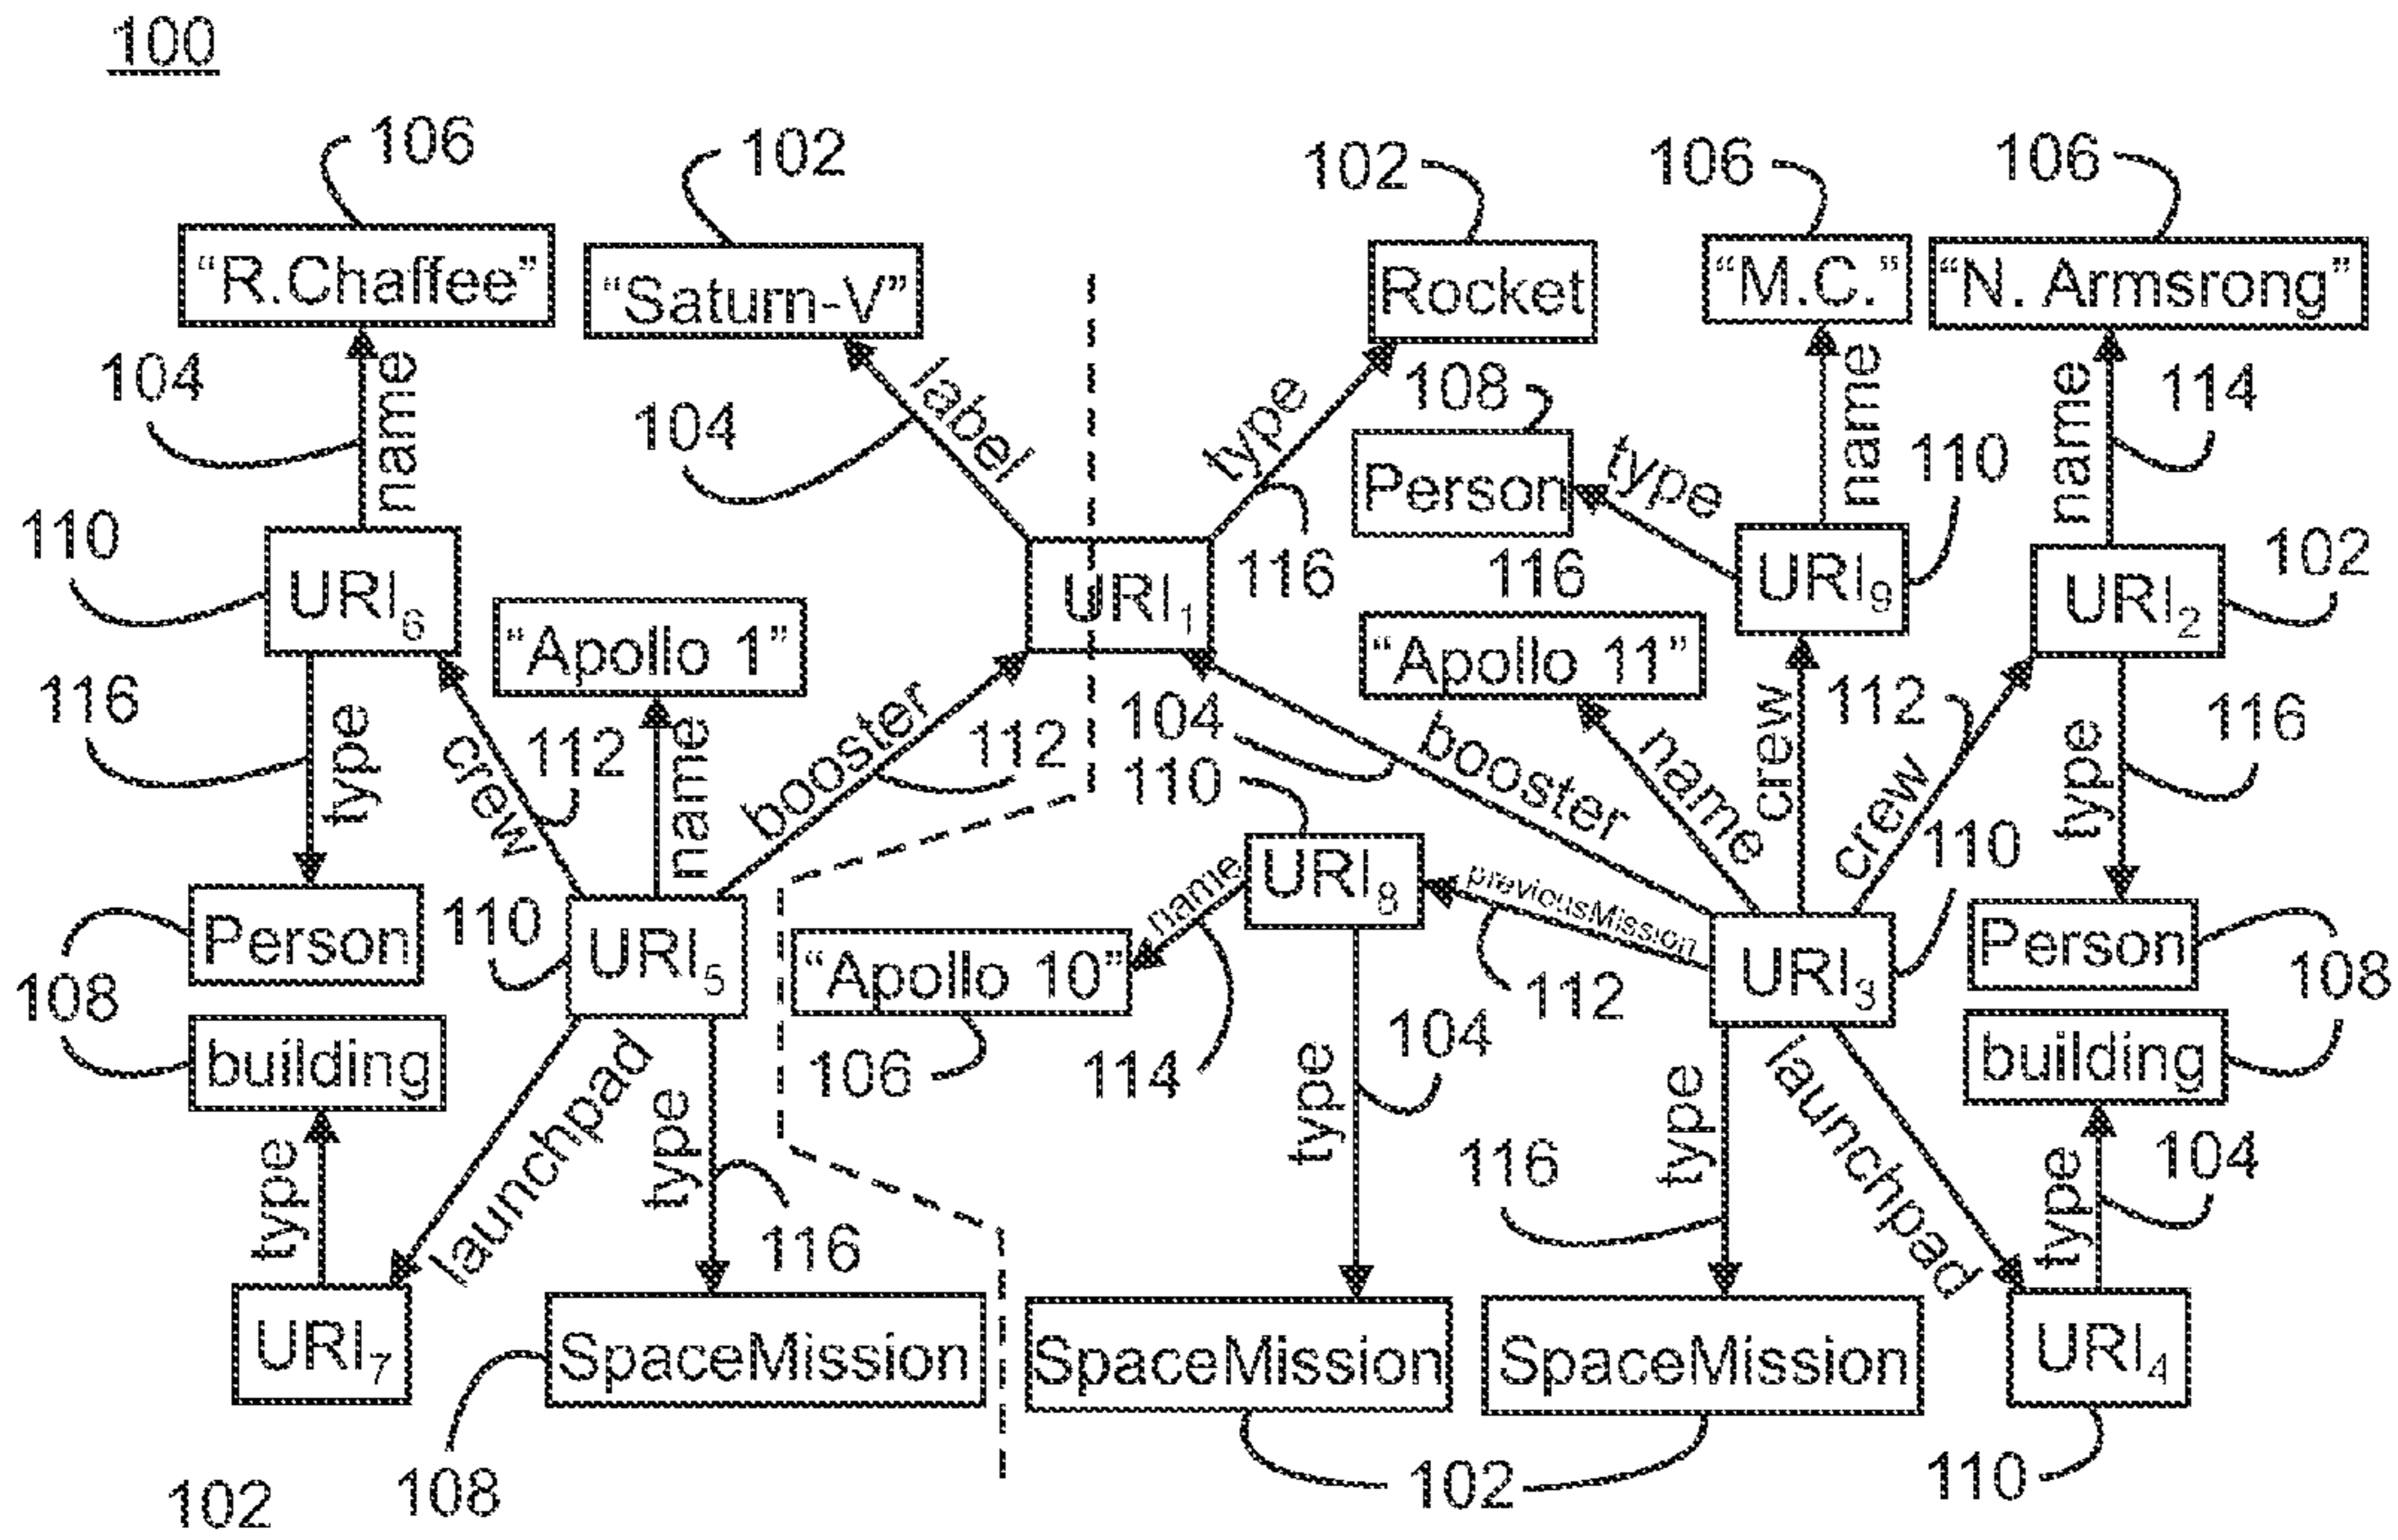 100
106
102
102
106
106
“R.Chaffee”
“Saturn-V”
Rocket
“M.C.”
“N. Armsrong”
104
name
104
label
type
108
Person
type
name
110
name
114
110
URI6
“Apollo 1”
URI1
116
116
“Apollo 11”
URI9
URI2
102
116
type
crew
112
name
booster
112
104
110
booster
name
crew
112
crew
110
type
116
108
Person
building
110
URI5
“Apollo 10”
106
name
114
URI8
previousMission
112
URI3
Person
building
108
type
launchpad
type
116
type
104
116
type
launchpad
type
104
URI7
SpaceMission
SpaceMission
SpaceMission
URI4
102
108
102
110